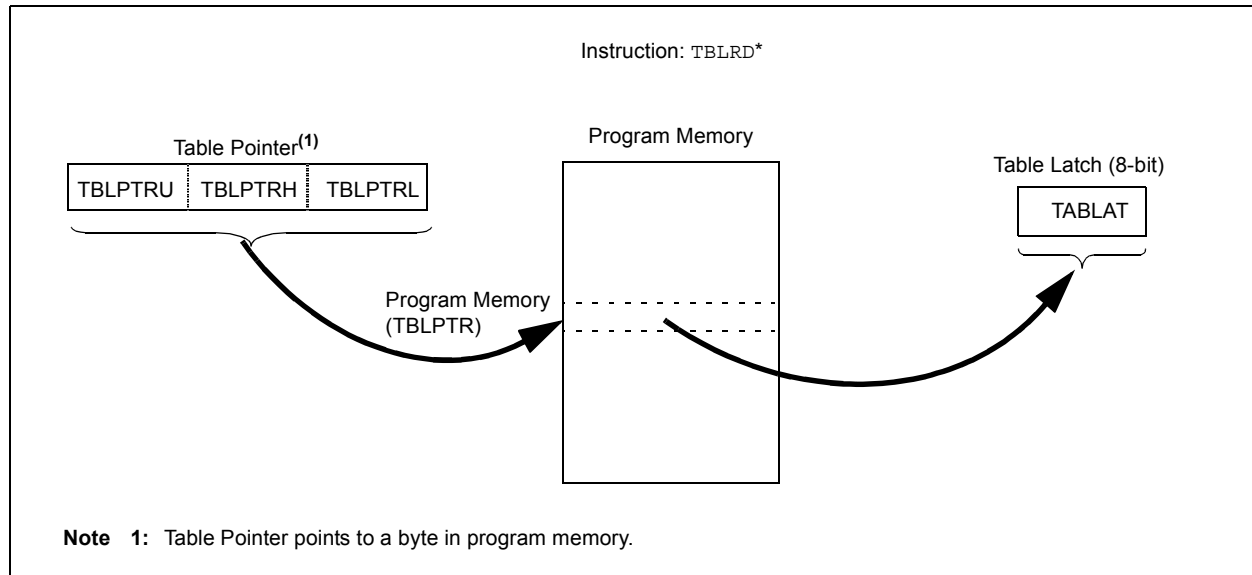 Instruction: TBLRD*
Table Pointer(1)
TBLPTRU TBLPTRH TBLPTRL
Program Memory
Table Latch (8-bit)
TABLAT
Program Memory
(TBLPTR)
Note 1: Table Pointer points to a byte in program memory.